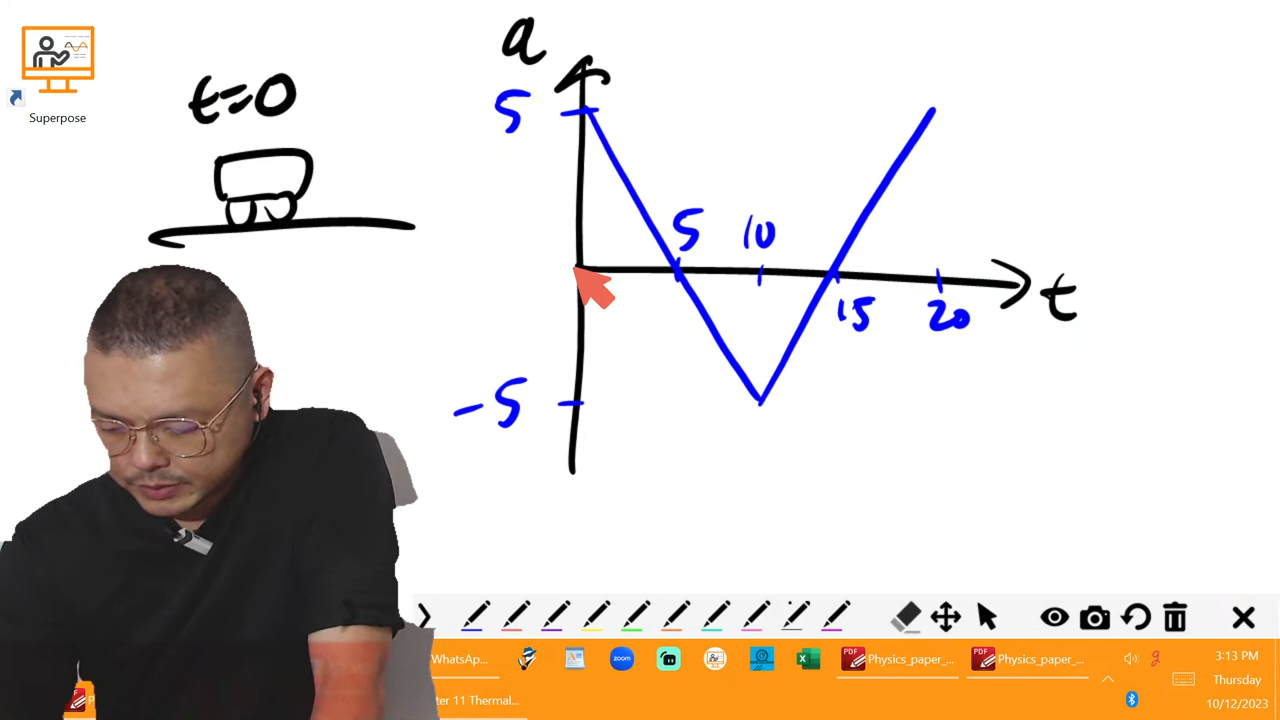 Superpose
t=0
a
5
5
10
15
20
t
-5
WhatsAp...
zoom
Physics_paper_...
Physics_paper_...
3:13 PM
Thursday
10/12/2023
ter 11 Thermal...